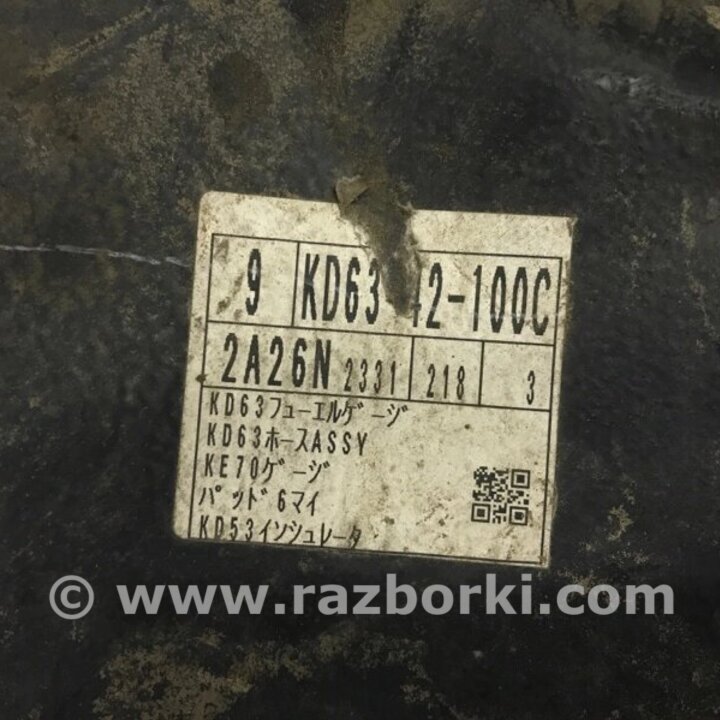 9 KD63 42-100C
2A26N 2331 218 3
KD63フューエルゲージ
KD63ホースASSY
KE70ゲージ
パッド6マイ
KD53インシュレータ
© www.razborki.com